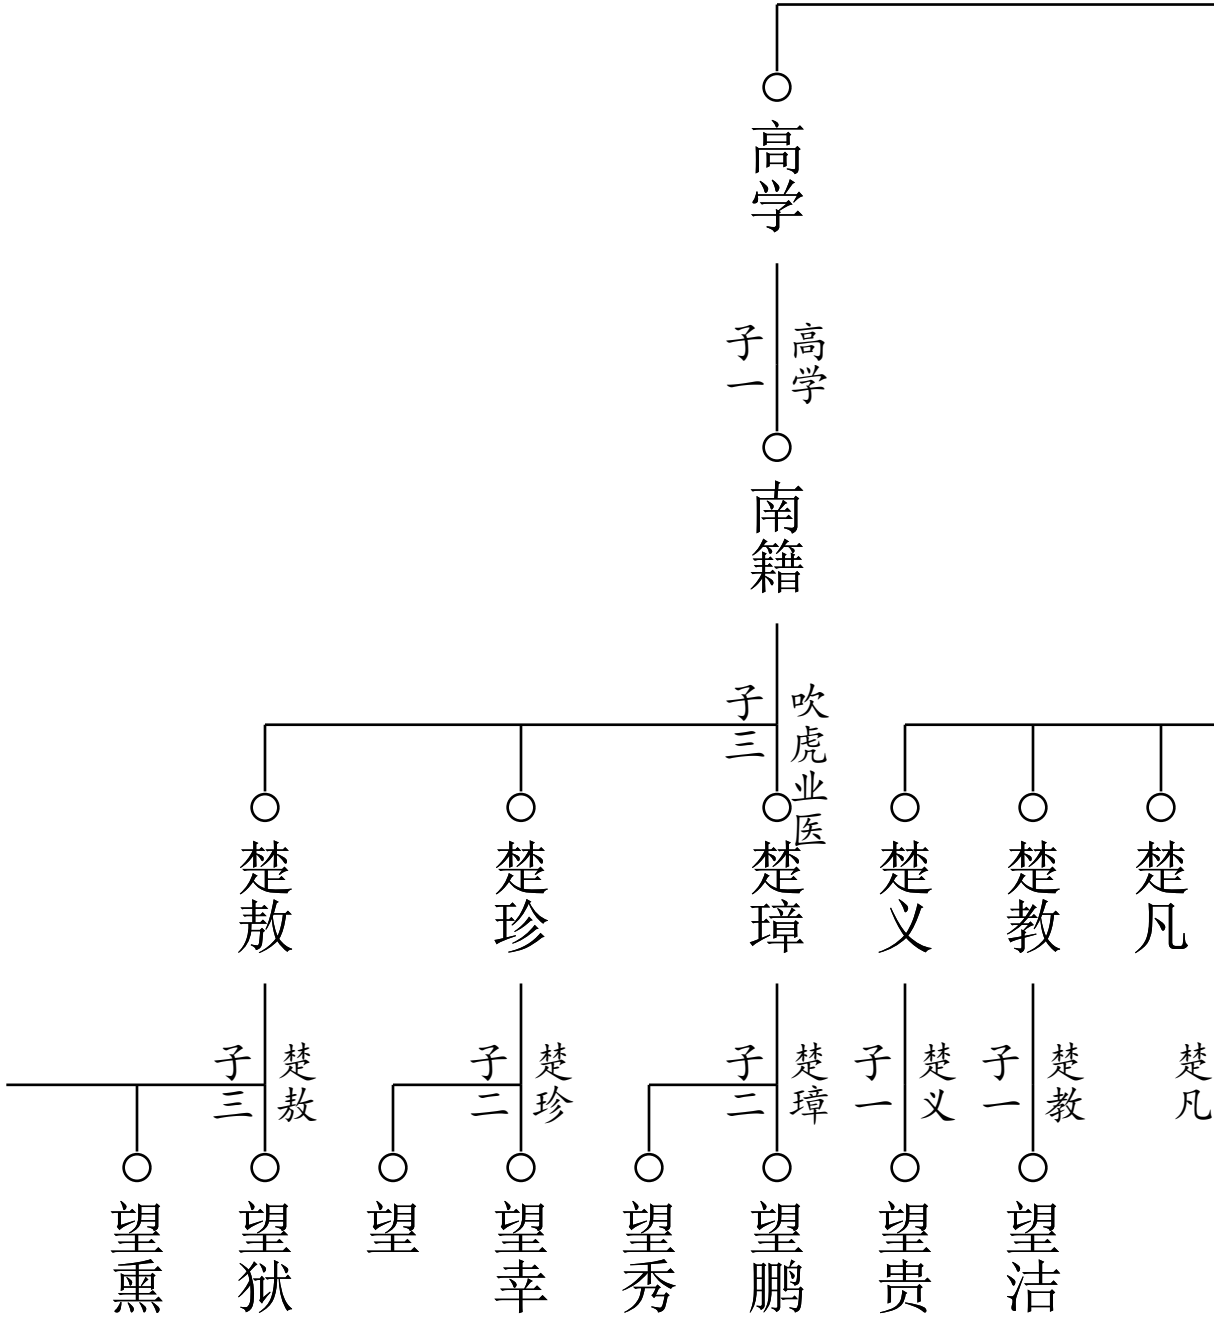 高学
高学
子一
南籍
吹虎业医
子三
楚凡
楚教
楚义
楚璋
楚珍
楚敖
楚凡
楚教
子一
楚义
子一
楚璋
子二
楚珍
子二
楚敖
子三
望洁
望贵
望鹏
望秀
望幸
望
望狱
望熏